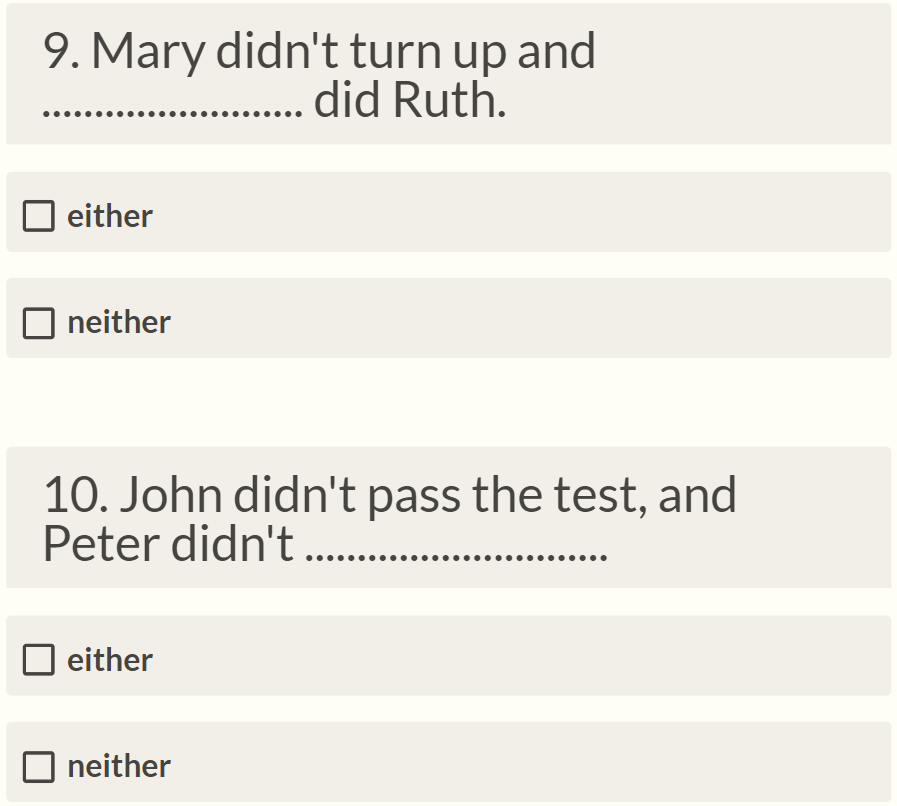 9. Mary didn't turn up and
......................... did Ruth.
either
neither
10. John didn't pass the test, and
Peter didn't .............................
either
neither